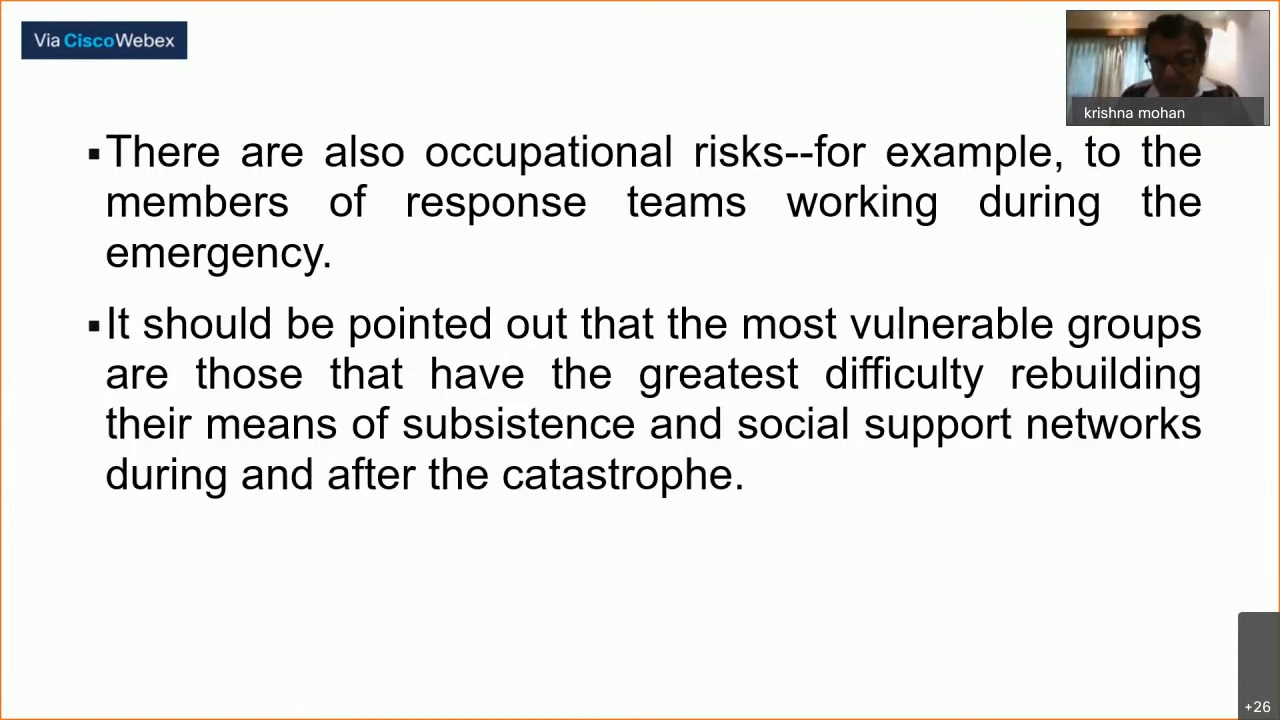 Via CiscoWebex
krishna mohan
▪There are also occupational risks--for example, to the
members of response teams working during the
emergency.
▪It should be pointed out that the most vulnerable groups
are those that have the greatest difficulty rebuilding
their means of subsistence and social support networks
during and after the catastrophe.
+26